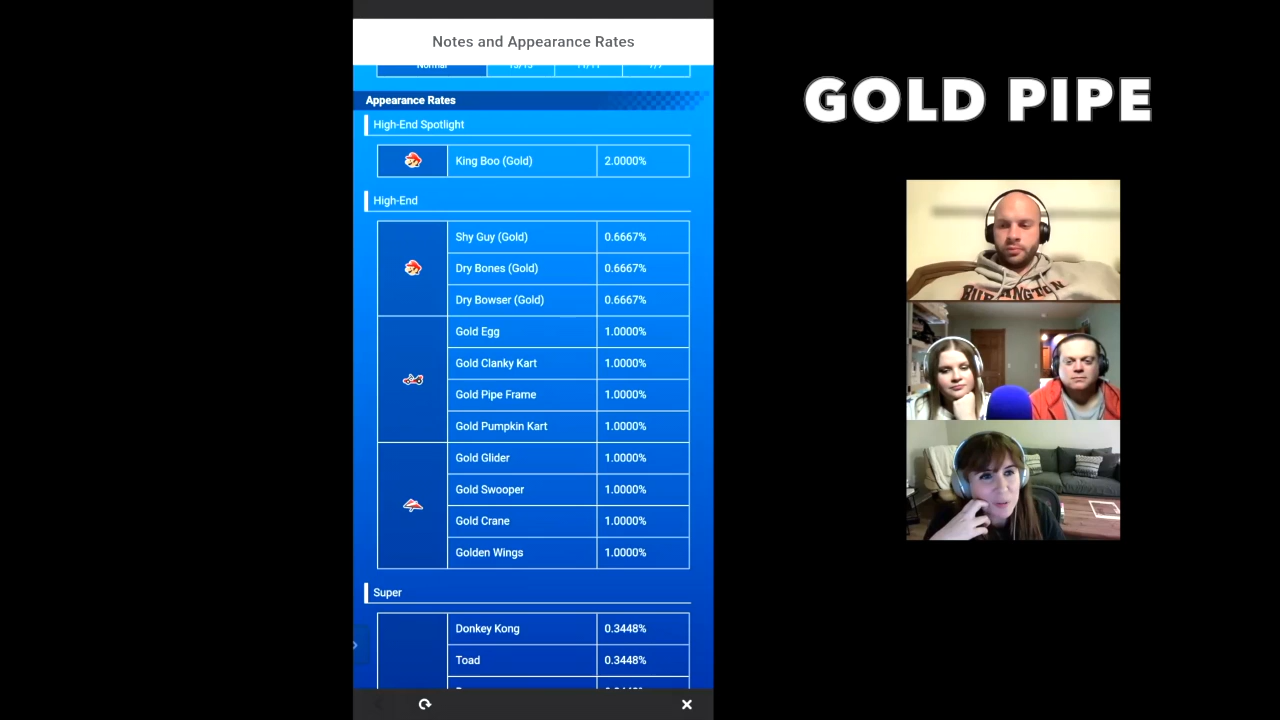 Notes and Appearance Rates
Normal
Appearance Rates
High-End Spotlight
King Boo (Gold) 2.0000%
High-End
Shy Guy (Gold) 0.6667%
Dry Bones (Gold) 0.6667%
Dry Bowser (Gold) 0.6667%
Gold Egg 1.0000%
Gold Clanky Kart 1.0000%
Gold Pipe Frame 1.0000%
Gold Pumpkin Kart 1.0000%
Gold Glider 1.0000%
Gold Swooper 1.0000%
Gold Crane 1.0000%
Golden Wings 1.0000%
Super
Donkey Kong 0.3448%
Toad 0.3448%
GOLD PIPE